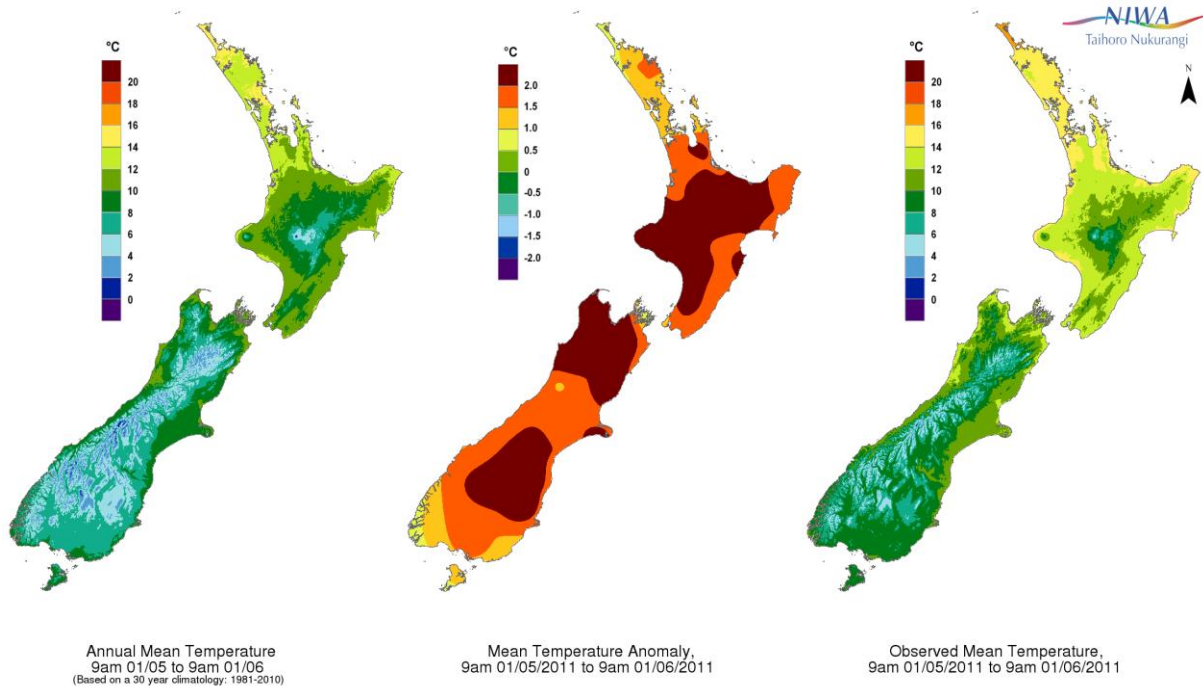 NIWA
Taihoro Nukurangi
N
°C
20
18
16
14
12
10
8
6
4
2
0
°C
2.0
1.5
1.0
0.5
0
-0.5
-1.0
-1.5
-2.0
°C
20
18
16
14
12
10
8
6
4
2
0
Annual Mean Temperature
9am 01/05 to 9am 01/06
(Based on a 30 year climatology: 1981-2010)
Mean Temperature Anomaly,
9am 01/05/2011 to 9am 01/06/2011
Observed Mean Temperature,
9am 01/05/2011 to 9am 01/06/2011